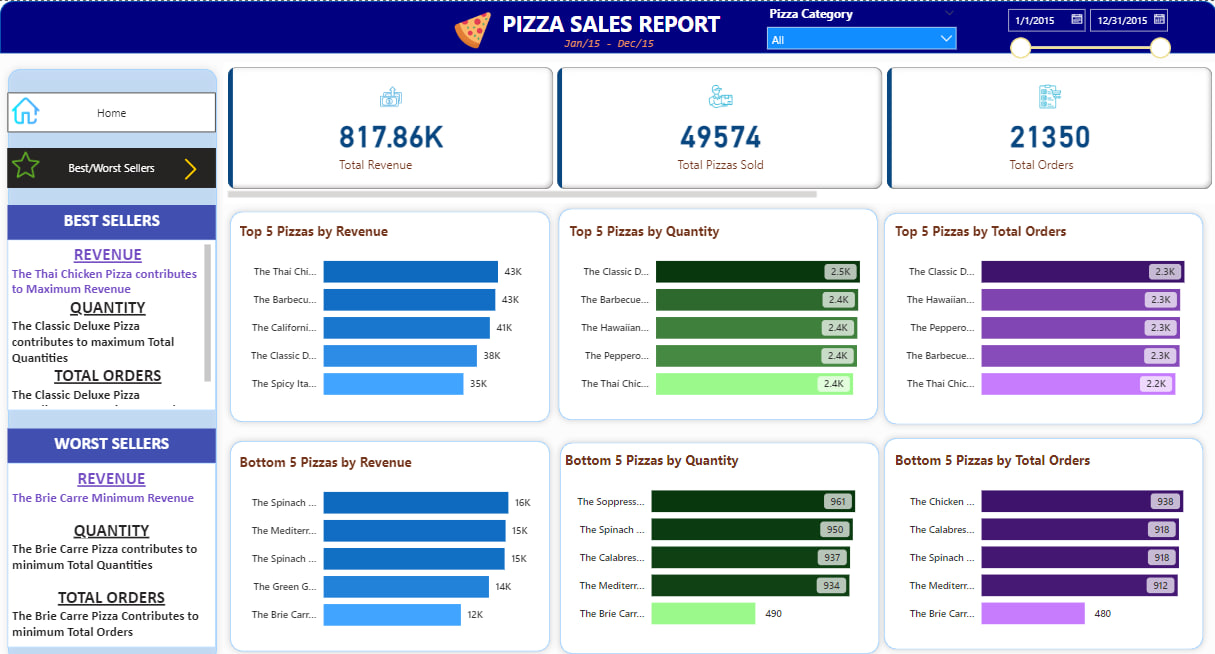 PIZZA SALES REPORT
Jan/15 - Dec/15
Pizza Category
All
1/1/2015
12/31/2015
Home
Best/Worst Sellers
BEST SELLERS
REVENUE
The Thai Chicken Pizza contributes
to Maximum Revenue
QUANTITY
The Classic Deluxe Pizza
contributes to maximum Total
Quantities
TOTAL ORDERS
The Classic Deluxe Pizza
WORST SELLERS
REVENUE
The Brie Carre Minimum Revenue
QUANTITY
The Brie Carre Pizza contributes to
minimum Total Quantities
TOTAL ORDERS
The Brie Carre Pizza Contributes to
minimum Total Orders
817.86K
Total Revenue
49574
Total Pizzas Sold
21350
Total Orders
Top 5 Pizzas by Revenue
The Thai Chi... 43K
The Barbecu... 43K
The Californi... 41K
The Classic D... 38K
The Spicy Ita... 35K
Top 5 Pizzas by Quantity
The Classic D... 2.5K
The Barbecue... 2.4K
The Hawaiian... 2.4K
The Peppero... 2.4K
The Thai Chic... 2.4K
Top 5 Pizzas by Total Orders
The Classic D... 2.3K
The Hawaiian... 2.3K
The Peppero... 2.3K
The Barbecue... 2.3K
The Thai Chic... 2.2K
Bottom 5 Pizzas by Revenue
The Spinach ... 16K
The Mediterr... 15K
The Spinach ... 15K
The Green G... 14K
The Brie Carr... 12K
Bottom 5 Pizzas by Quantity
The Soppress... 961
The Spinach ... 950
The Calabres... 937
The Mediterr... 934
The Brie Carr... 490
Bottom 5 Pizzas by Total Orders
The Chicken ... 938
The Calabres... 918
The Spinach ... 918
The Mediterr... 912
The Brie Carr... 480